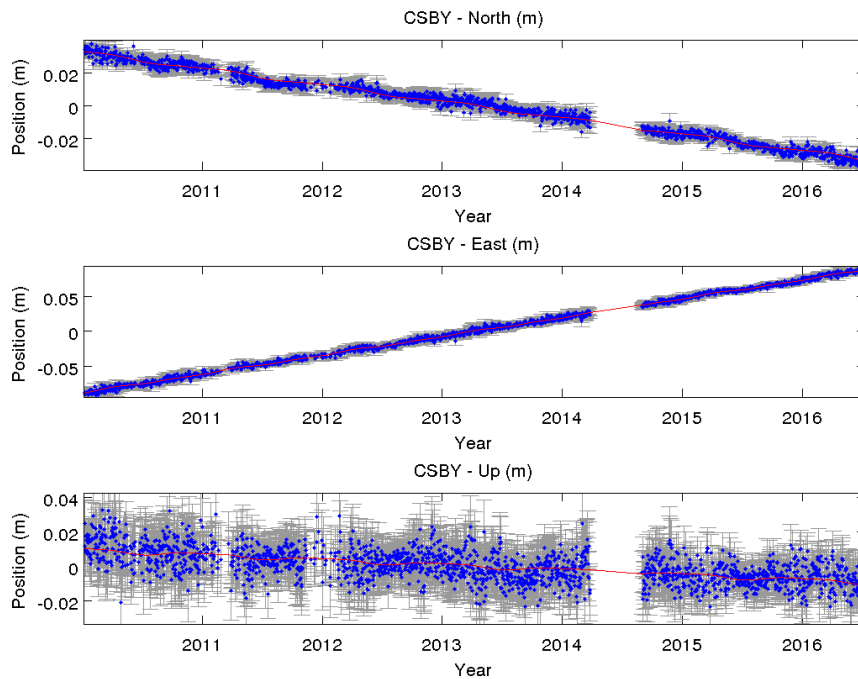 CSBY - North (m)
Position (m)
0.02
0
-0.02
2011 2012 2013 2014 2015 2016
Year
CSBY - East (m)
Position (m)
0.05
0
-0.05
2011 2012 2013 2014 2015 2016
Year
CSBY - Up (m)
Position (m)
0.04
0.02
0
-0.02
2011 2012 2013 2014 2015 2016
Year